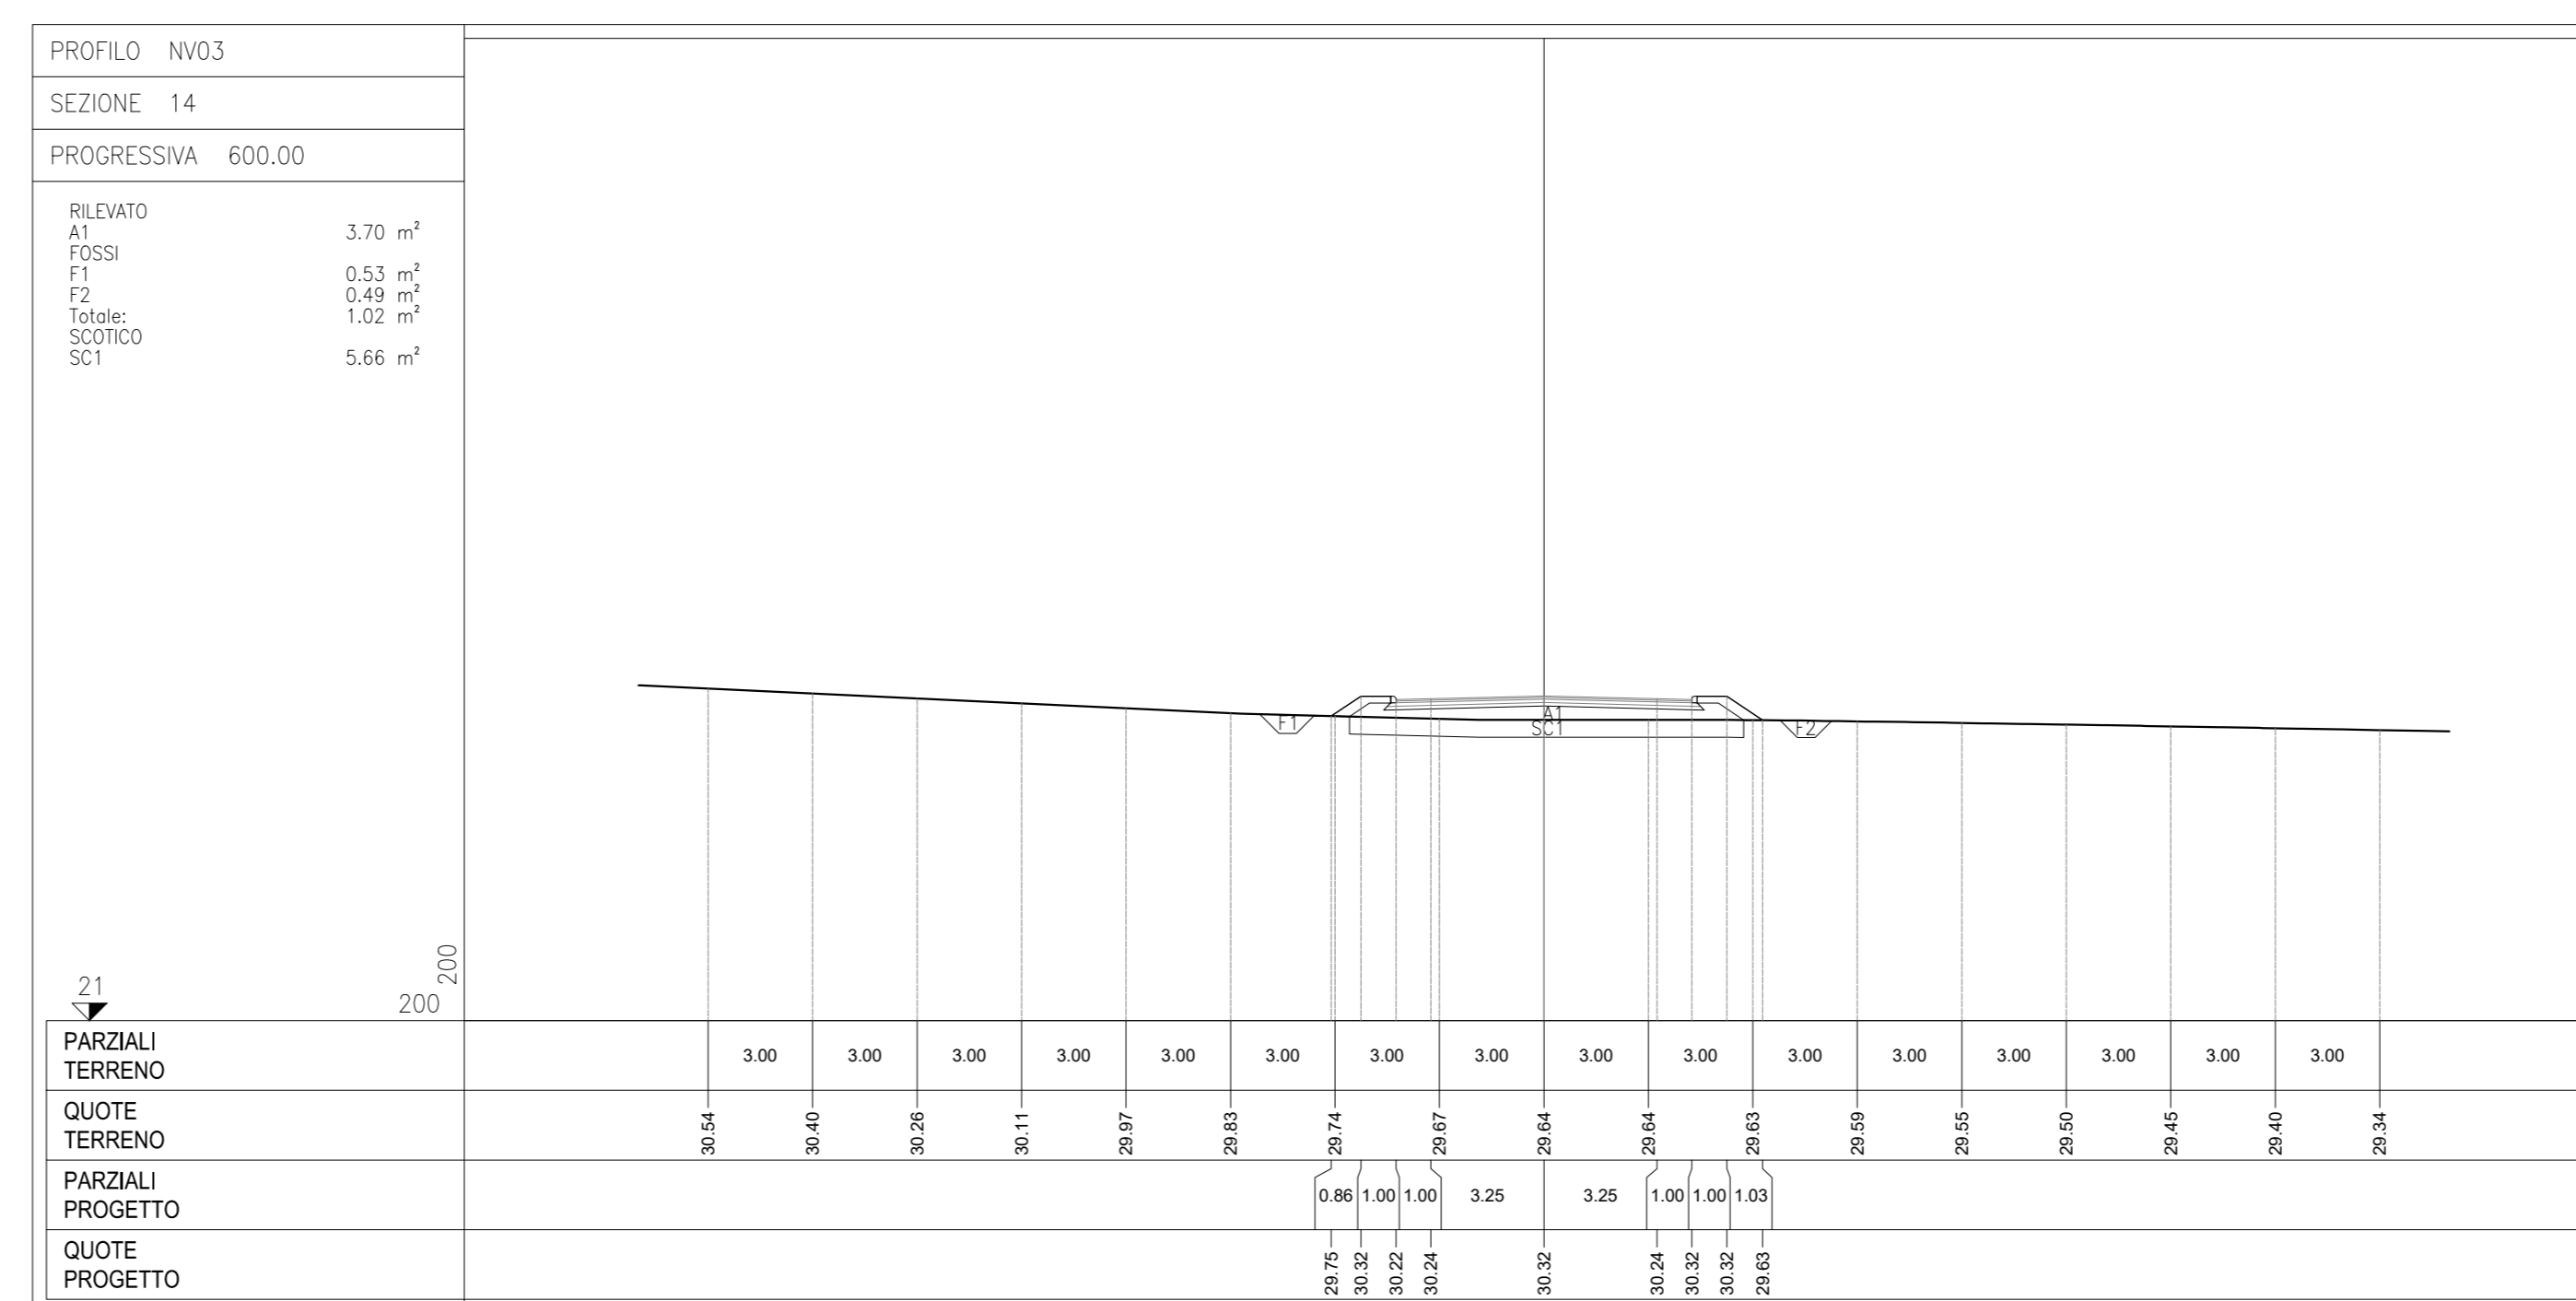 PROFILO NV03
SEZIONE 14
PROGRESSIVA 600.00
RILEVATO
A1 3.70 m²
FOSSI
F1 0.53 m²
F2 0.49 m²
Totale: 1.02 m²
SCOTICO
SC1 5.66 m²
F1
A1
SC1
F2
200
21
200
PARZIALI
TERRENO
3.00 3.00 3.00 3.00 3.00 3.00 3.00 3.00 3.00 3.00 3.00 3.00 3.00 3.00 3.00 3.00
QUOTE
TERRENO
30.54 30.40 30.26 30.11 29.97 29.83 29.74 29.67 29.64 29.64 29.63 29.59 29.55 29.50 29.45 29.40 29.34
PARZIALI
PROGETTO
0.86 1.00 1.00 3.25 3.25 1.00 1.00 1.03
QUOTE
PROGETTO
29.75 30.32 30.22 30.24 30.32 30.24 30.32 30.32 29.63